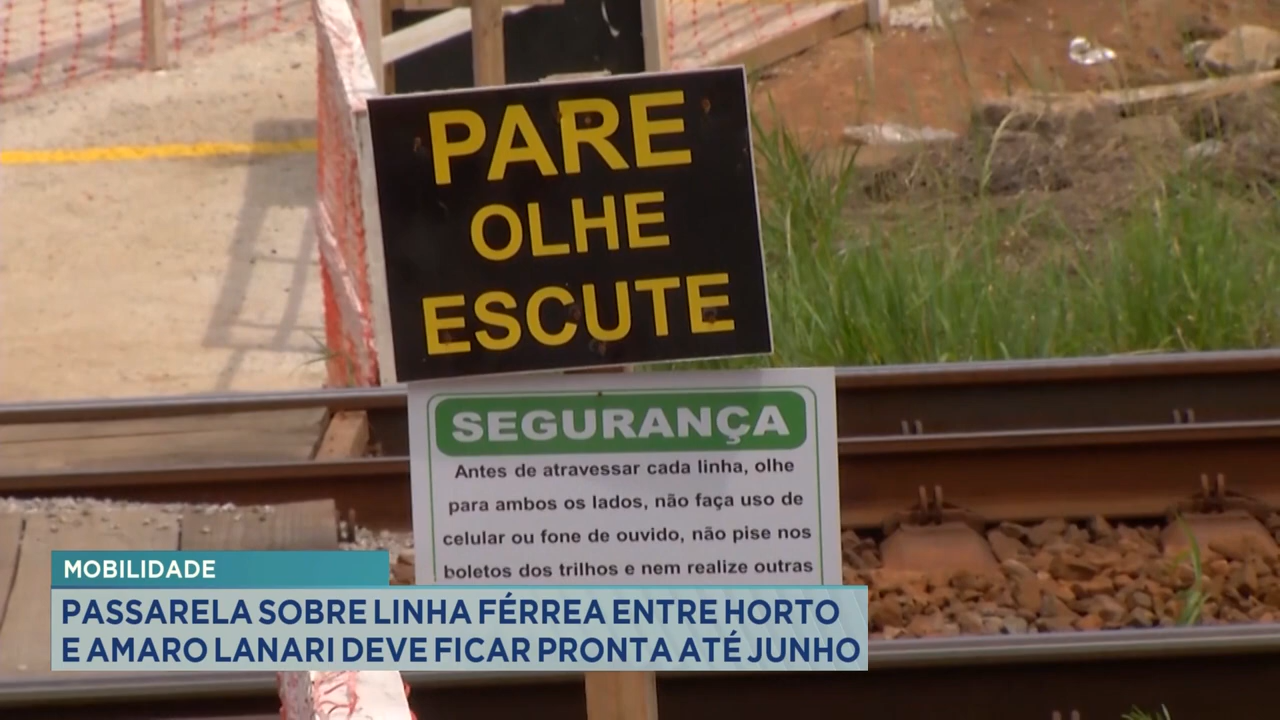 PARE
OLHE
ESCUTE
SEGURANÇA
Antes de atravessar cada linha, olhe
para ambos os lados, não faça uso de
celular ou fone de ouvido, não pise nos
boletos dos trilhos e nem realize outras
MOBILIDADE
PASSARELA SOBRE LINHA FÉRREA ENTRE HORTO
E AMARO LANARI DEVE FICAR PRONTA ATÉ JUNHO